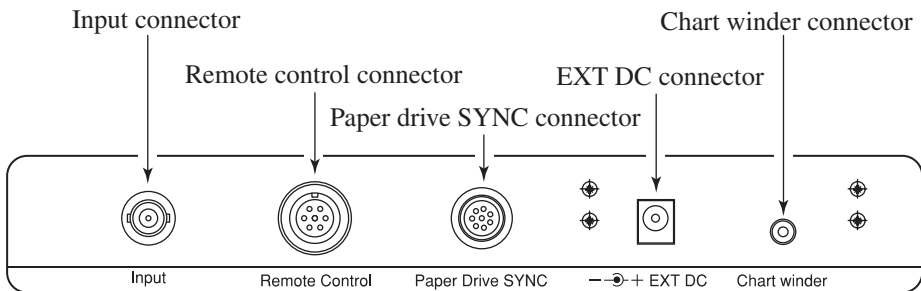 Input connector
Chart winder connector
Remote control connector
EXT DC connector
Paper drive SYNC connector
Input
Remote Control
Paper Drive SYNC
− + EXT DC
Chart winder